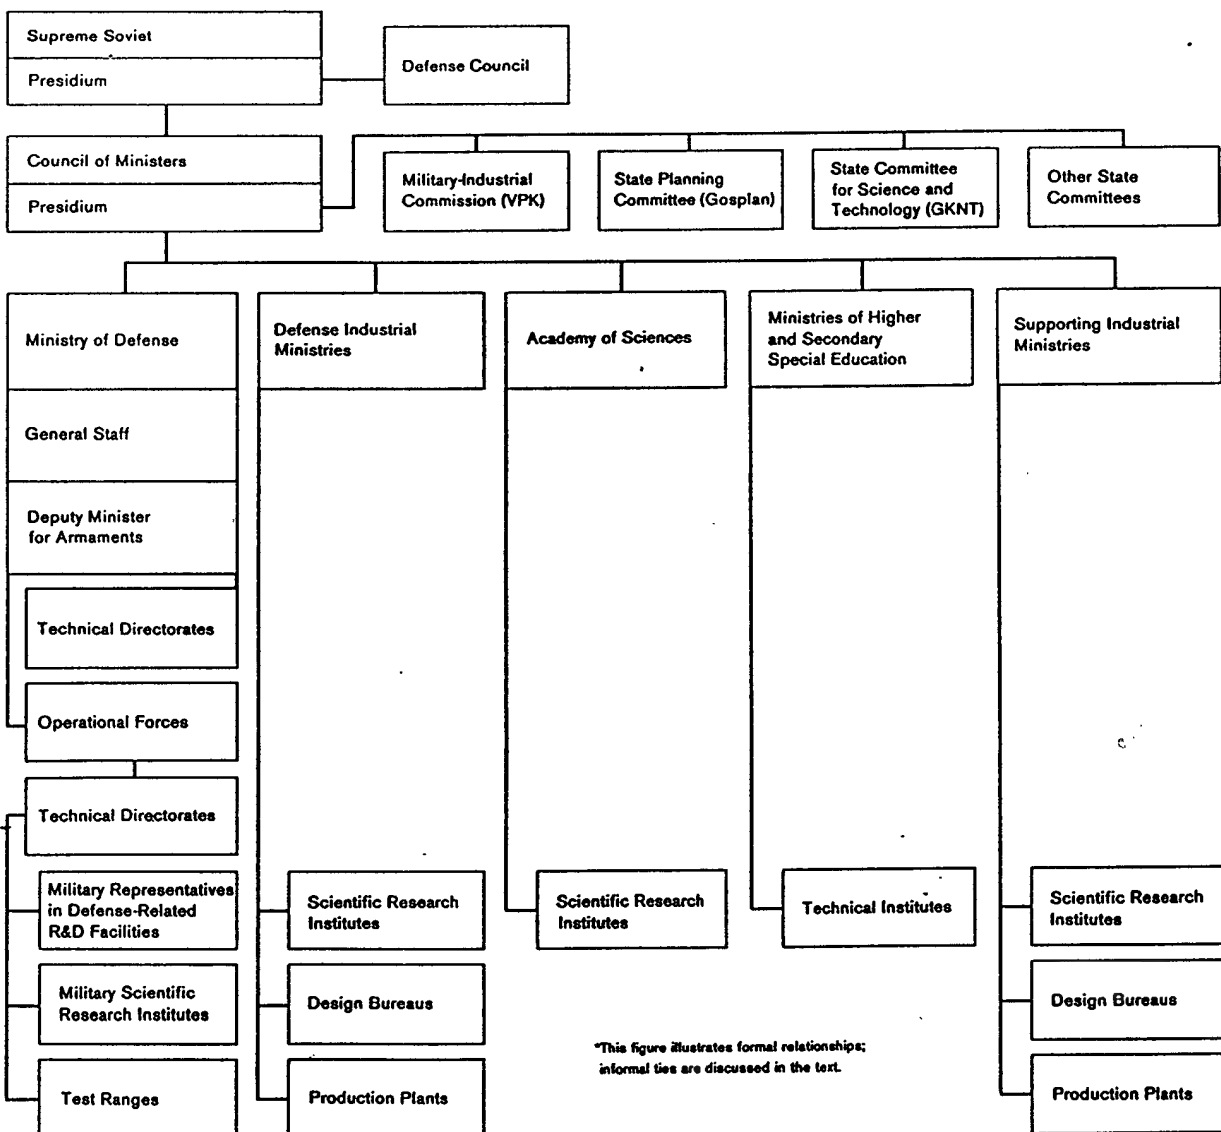 Supreme Soviet
Presidium
Defense Council
Council of Ministers
Presidium
Military-Industrial
Commission (VPK)
State Planning
Committee (Gosplan)
State Committee
for Science and
Technology (GKNT)
Other State
Committees
Ministry of Defense
General Staff
Deputy Minister
for Armaments
Technical Directorates
Operational Forces
Technical Directorates
Military Representatives
in Defense-Related
R&D Facilities
Military Scientific
Research Institutes
Test Ranges
Defense Industrial
Ministries
Scientific Research
Institutes
Design Bureaus
Production Plants
Academy of Sciences
Scientific Research
Institutes
Ministries of Higher
and Secondary
Special Education
Technical Institutes
Supporting Industrial
Ministries
Scientific Research
Institutes
Design Bureaus
Production Plants
*This figure illustrates formal relationships;
informal ties are discussed in the text.